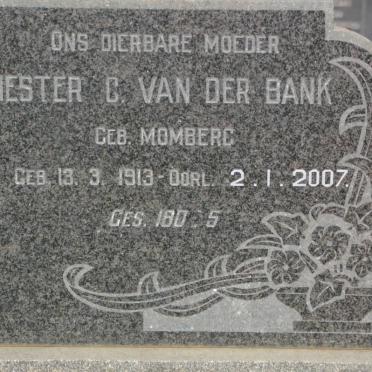 ONS DIERBARE MOEDER
HESTER C. VAN DER BANK
GEB. MOMBERG
GEB. 13. 3. 1913 - OORL. 2. 1. 2007.
GES. 180 : 5